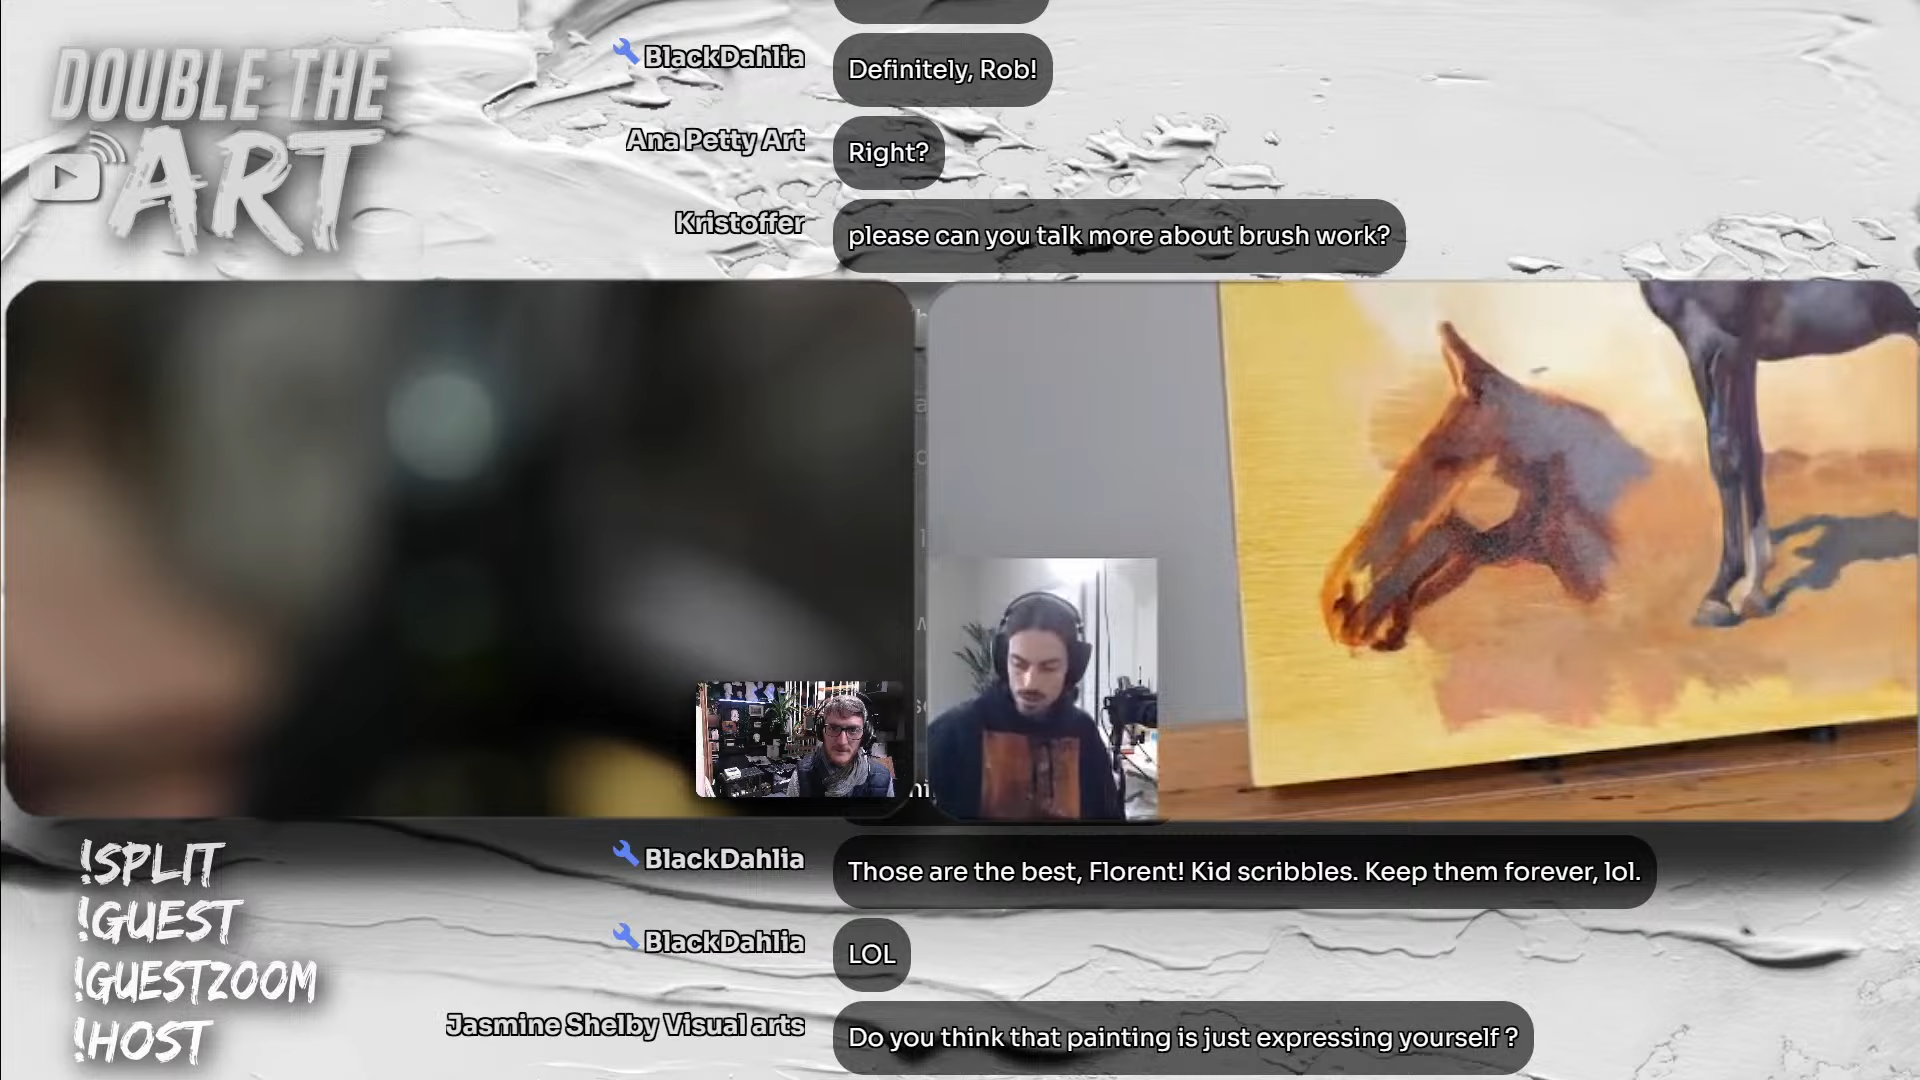 DOUBLE THE
ART
BlackDahlia
Definitely, Rob!
Ana Petty Art
Right?
Kristoffer
please can you talk more about brush work?
!SPLIT
!GUEST
!GUESTZOOM
!HOST
BlackDahlia
Those are the best, Florent! Kid scribbles. Keep them forever, lol.
BlackDahlia
LOL
Jasmine Shelby Visual arts
Do you think that painting is just expressing yourself ?